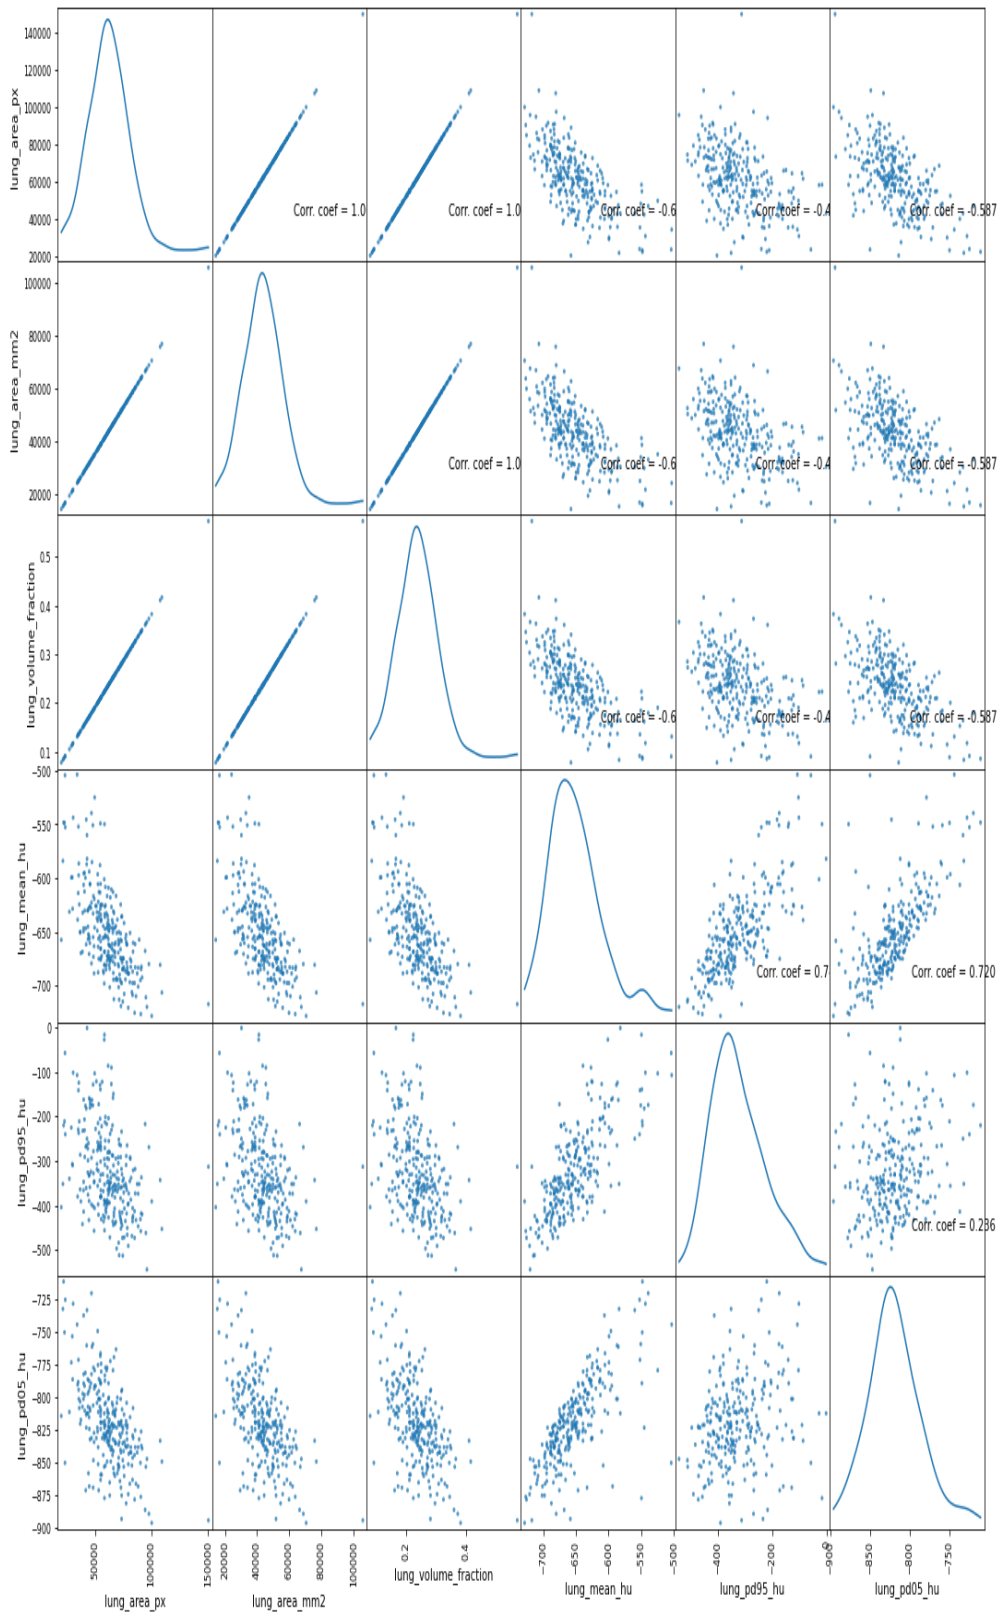 140000
120000
100000
80000
60000
40000
20000
lung_area_px
Corr. coef = 1.0
Corr. coef = 1.0
Corr. coef = -0.6
Corr. coef = -0.4
Corr. coef = -0.587
100000
80000
60000
40000
20000
lung_area_mm2
Corr. coef = 1.0
Corr. coef = -0.6
Corr. coef = -0.4
Corr. coef = -0.587
0.5
0.4
0.3
0.2
0.1
lung_volume_fraction
Corr. coef = -0.6
Corr. coef = -0.4
Corr. coef = -0.587
−500
−550
−600
−650
−700
lung_mean_hu
Corr. coef = 0.7
Corr. coef = 0.720
0
−100
−200
−300
−400
−500
lung_pd95_hu
Corr. coef = 0.236
−725
−750
−775
−800
−825
−850
−875
−900
lung_pd05_hu
50000
100000
150000
20000
40000
60000
80000
100000
0.2
0.4
−700
−650
−600
−550
−500
−400
−200
0
−900
−850
−800
−750
lung_area_px
lung_area_mm2
lung_volume_fraction
lung_mean_hu
lung_pd95_hu
lung_pd05_hu